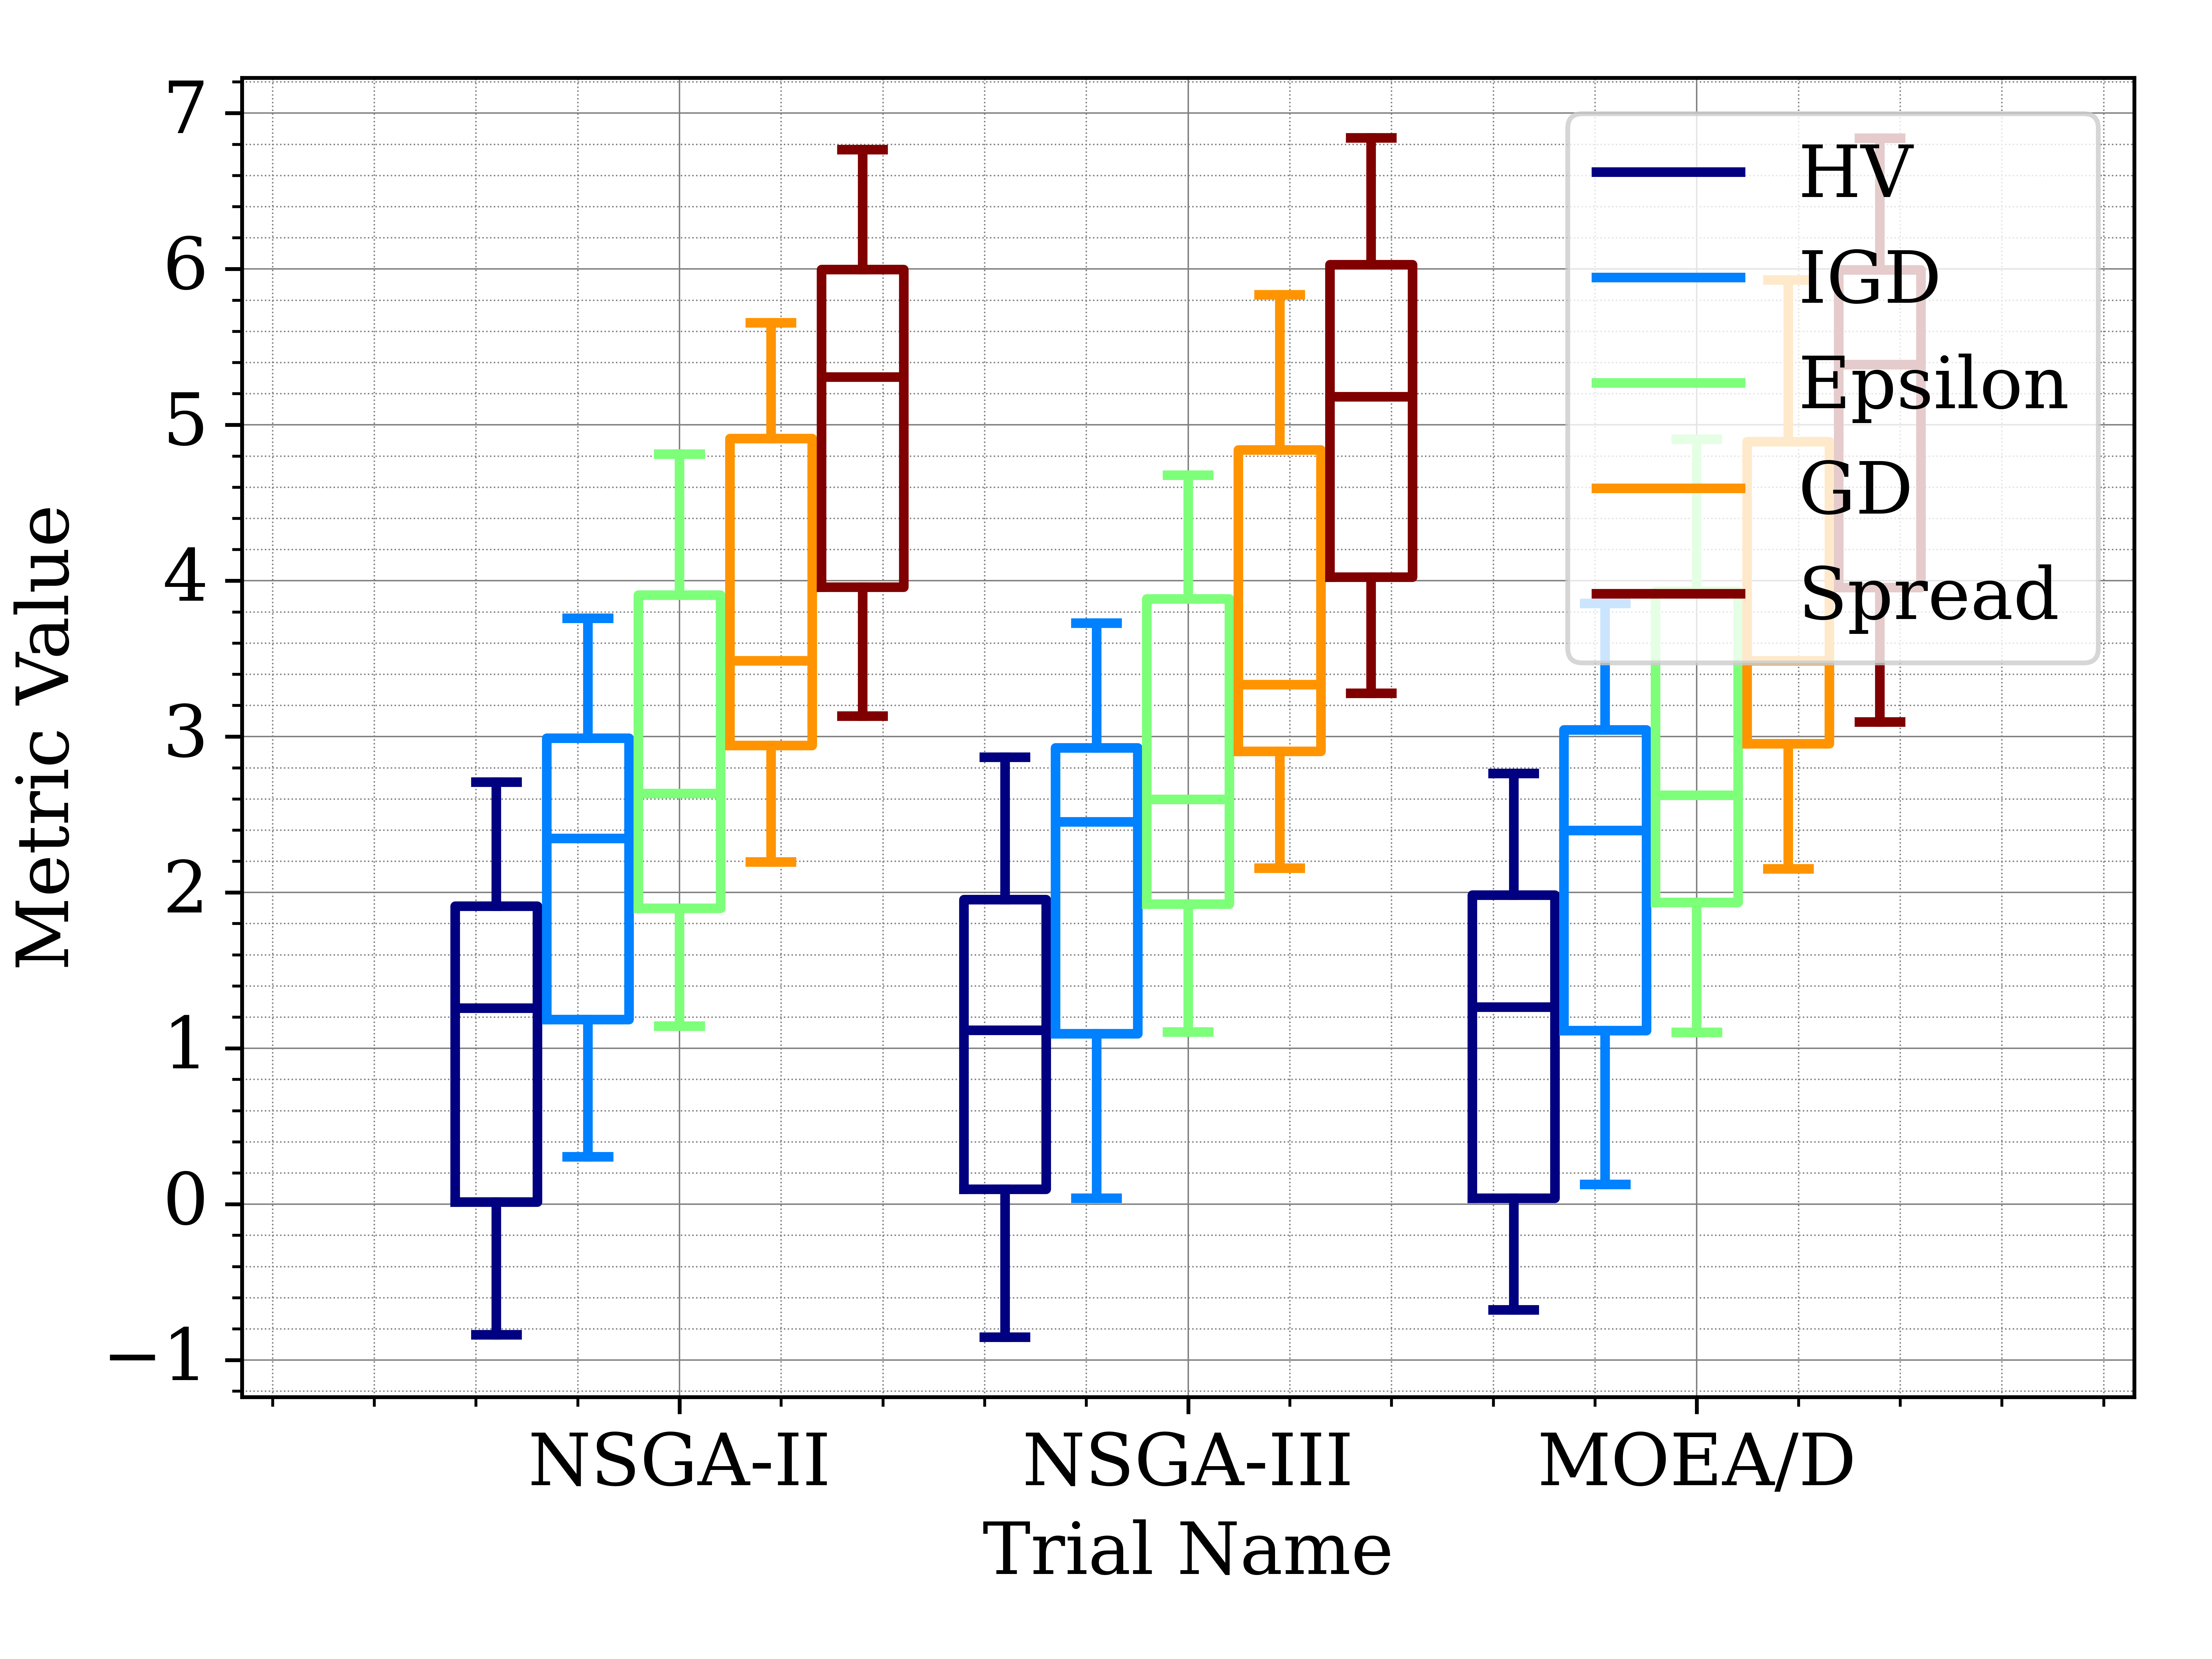 Metric Value
7
6
5
4
3
2
1
0
−1
HV
IGD
Epsilon
GD
Spread
NSGA-II NSGA-III MOEA/D
Trial Name